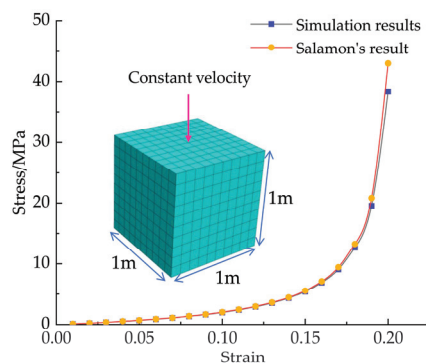 Simulation results
Salamon's result
Constant velocity
1m
1m
1m
Stress/MPa
50
40
30
20
10
0
0.00 0.05 0.10 0.15 0.20
Strain